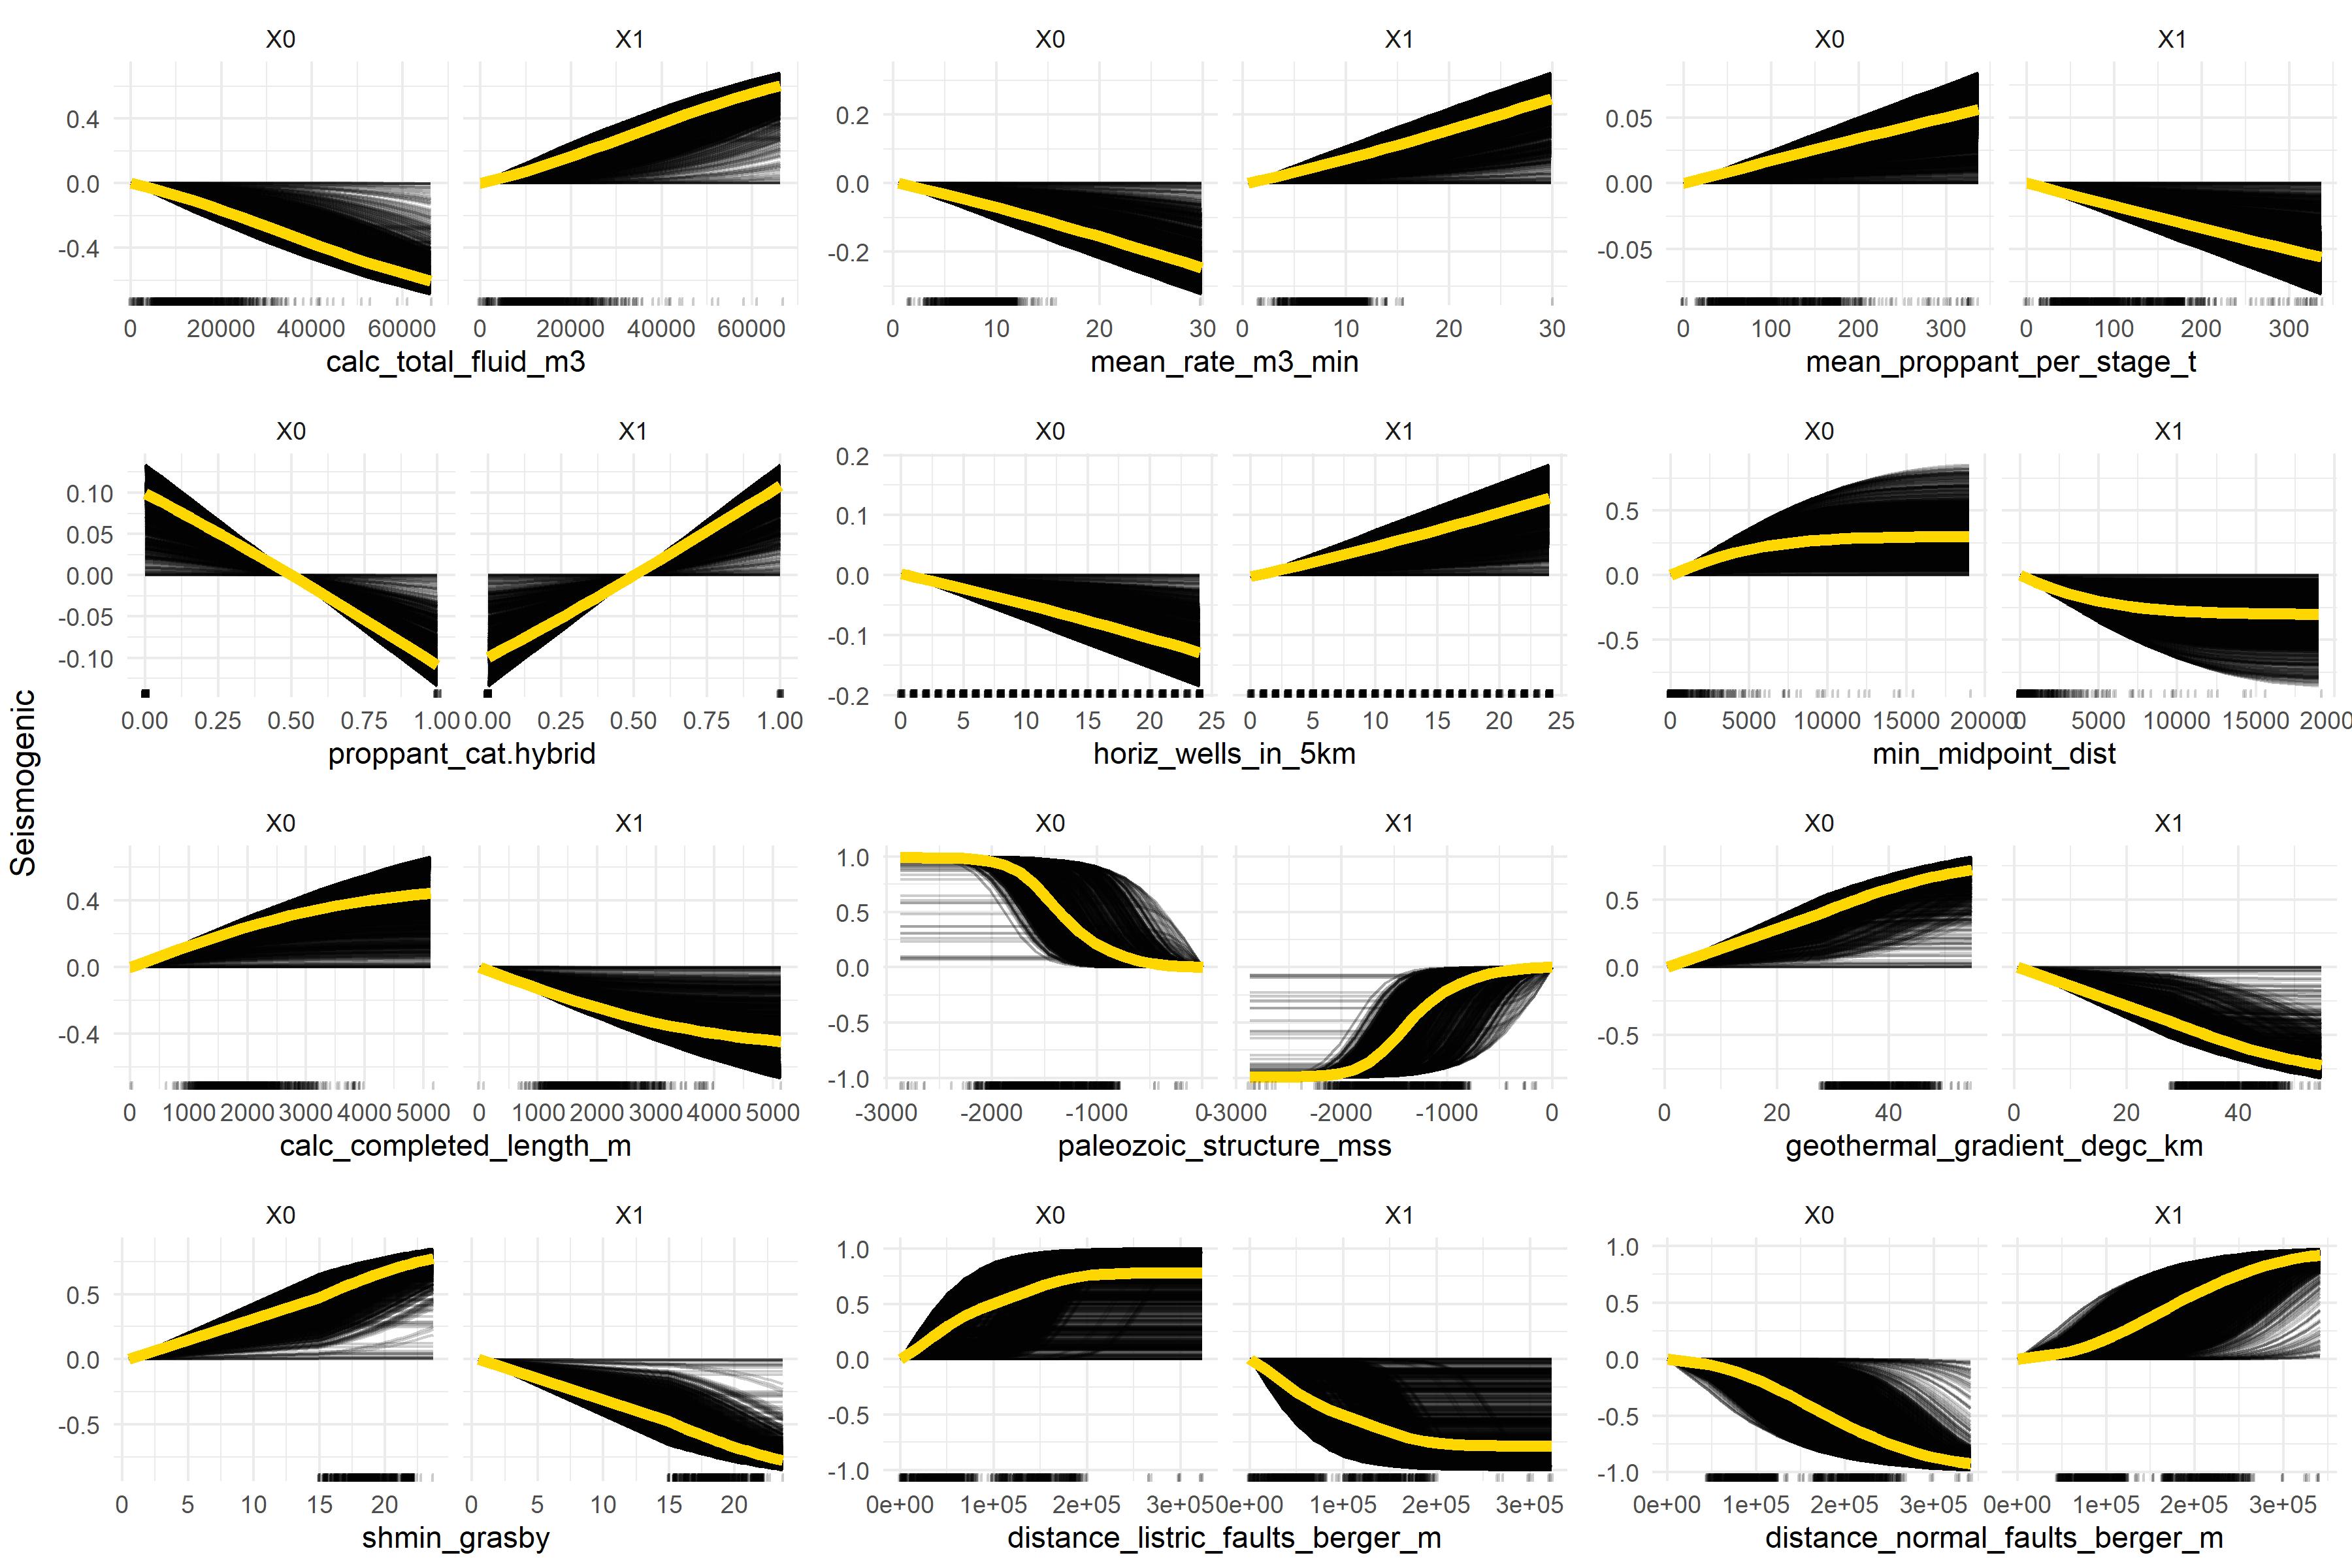 X0 X1 X0 X1 X0 X1
0.4 0.2 0.05
0.0 0.0 0.00
-0.4 -0.2 -0.05
0 20000 40000 60000 0 20000 40000 60000 0 10 20 30 0 10 20 30 0 100 200 300 0 100 200 300
calc_total_fluid_m3 mean_rate_m3_min mean_proppant_per_stage_t
X0 X1 X0 X1 X0 X1
0.10 0.2
0.05 0.1 0.5
0.00 0.0 0.0
-0.05 -0.1 -0.5
-0.10 -0.2
0.00 0.25 0.50 0.75 1.00 0.00 0.25 0.50 0.75 1.00 0 5 10 15 20 25 0 5 10 15 20 25 0 5000 10000 15000 20000 0 5000 10000 15000 2000
proppant_cat.hybrid horiz_wells_in_5km min_midpoint_dist
Seismogenic
X0 X1 X0 X1 X0 X1
0.4 1.0 0.5
0.0 0.5 0.0
-0.4 0.0 -0.5
-0.5
-1.0
0 1000 2000 3000 4000 5000 0 1000 2000 3000 4000 5000 -3000 -2000 -1000 0 -3000 -2000 -1000 0 0 20 40 0 20 40
calc_completed_length_m paleozoic_structure_mss geothermal_gradient_degc_km
X0 X1 X0 X1 X0 X1
0.5 1.0 1.0
0.0 0.5 0.5
-0.5 0.0 0.0
-0.5 -0.5
-1.0 -1.0
0 5 10 15 20 0 5 10 15 20 0e+00 1e+05 2e+05 3e+05 0e+00 1e+05 2e+05 3e+05 0e+00 1e+05 2e+05 3e+05 0e+00 1e+05 2e+05 3e+05
shmin_grasby distance_listric_faults_berger_m distance_normal_faults_berger_m